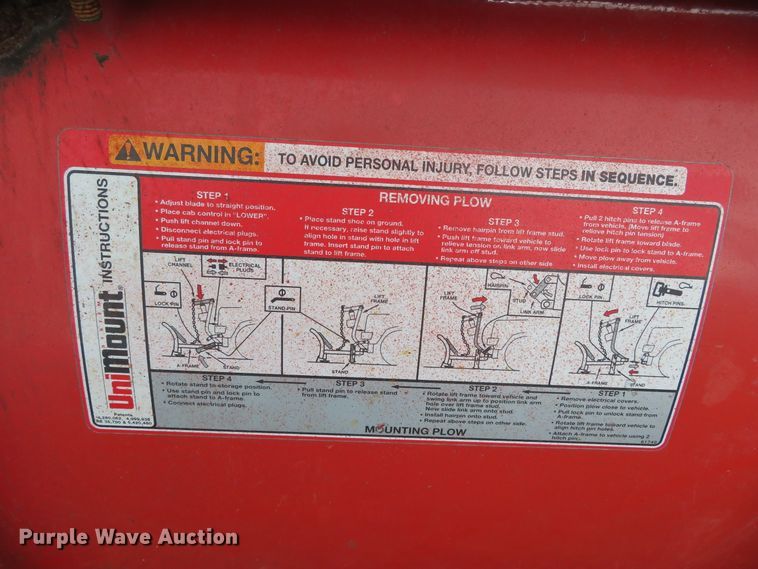 WARNING: TO AVOID PERSONAL INJURY, FOLLOW STEPS IN SEQUENCE.
UniMount® INSTRUCTIONS
REMOVING PLOW
STEP 1
• Adjust blade to straight position.
• Place cab control in "LOWER".
• Push lift channel down.
• Disconnect electrical plugs.
• Pull stand pin and lock pin to
release stand from A-frame.
STEP 2
• Place stand shoe on ground.
If necessary, raise stand slightly to
align hole in stand with hole in lift
frame. Insert stand pin to attach
stand to lift frame.
STEP 3
• Remove hairpin from lift frame stud.
• Push lift frame toward vehicle to
relieve tension on link arm, now slide
link arm off stud.
• Repeat above steps on other side
STEP 4
• Pull 2 hitch pins to release A-frame
from vehicle. (Move lift frame to
relieve hitch pin tension)
• Rotate lift frame toward blade.
• Use lock pin to lock stand to A-frame.
• Move plow away from vehicle.
• Install electrical covers.
LIFT
CHANNEL
ELECTRICAL
PLUGS
LOCK PIN
STAND PIN
A-FRAME
STAND
LIFT
FRAME
STAND
HAIRPIN
STUD
LINK ARM
LIFT
FRAME
LOCK PIN
HITCH PINS
LIFT
FRAME
A-FRAME
STAND
STEP 4
• Rotate stand to storage position.
• Use stand pin and lock pin to
attach stand to A-frame.
• Connect electrical plugs.
STEP 3
• Pull stand pin to release stand
from lift frame.
STEP 2
• Rotate lift frame toward vehicle and
swing link arm up to position link arm
hole over lift frame stud.
Now slide link arm onto stud.
• Install hairpin onto stud.
• Repeat above steps on other side.
STEP 1
• Remove electrical covers.
• Position plow close to vehicle.
• Pull lock pin to unlock stand from
A-frame.
• Rotate lift frame toward vehicle to
align hitch pin holes.
• Attach A-frame to vehicle using 2
hitch pins.
MOUNTING PLOW
Patents
Purple Wave Auction®